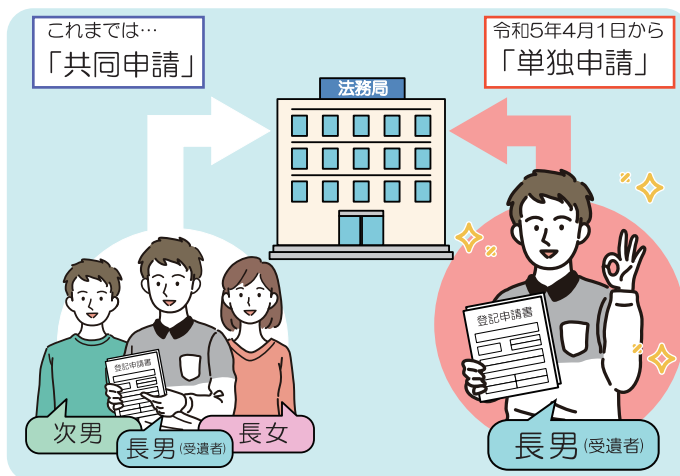 これまでは…
「共同申請」
令和5年4月1日から
「単独申請」
法務局
登記申請書
登記申請書
次男
長男(受遺者)
長女
長男(受遺者)